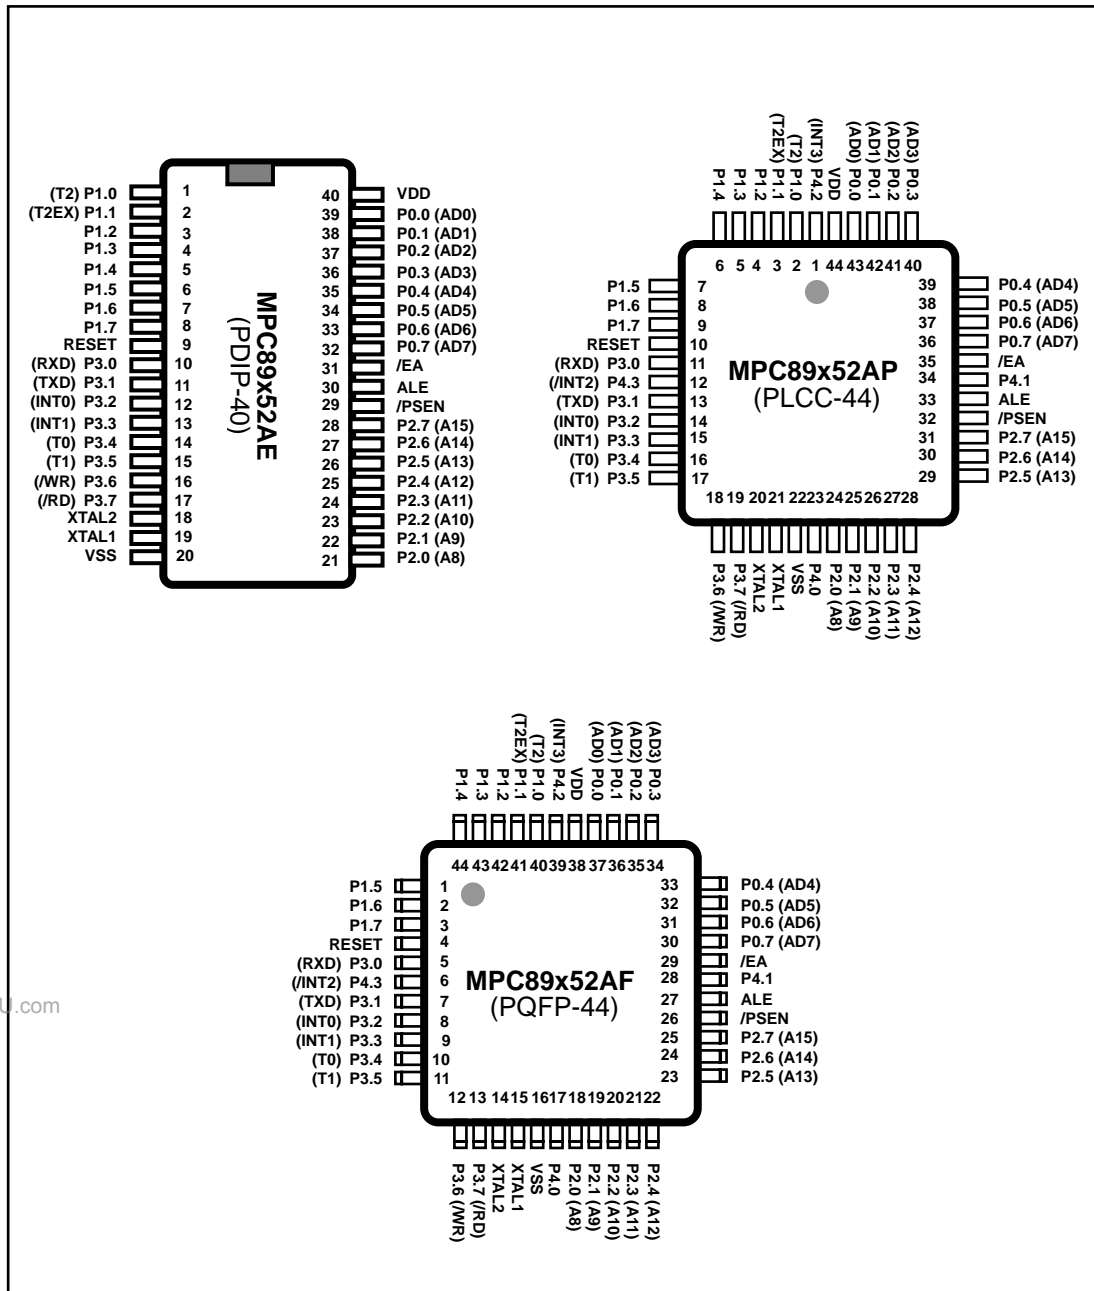 MPC89x52AE
(PDIP-40)
(T2) P1.0 1
(T2EX) P1.1 2
P1.2 3
P1.3 4
P1.4 5
P1.5 6
P1.6 7
P1.7 8
RESET 9
(RXD) P3.0 10
(TXD) P3.1 11
(INT0) P3.2 12
(INT1) P3.3 13
(T0) P3.4 14
(T1) P3.5 15
(/WR) P3.6 16
(/RD) P3.7 17
XTAL2 18
XTAL1 19
VSS 20
40 VDD
39 P0.0 (AD0)
38 P0.1 (AD1)
37 P0.2 (AD2)
36 P0.3 (AD3)
35 P0.4 (AD4)
34 P0.5 (AD5)
33 P0.6 (AD6)
32 P0.7 (AD7)
31 /EA
30 ALE
29 /PSEN
28 P2.7 (A15)
27 P2.6 (A14)
26 P2.5 (A13)
25 P2.4 (A12)
24 P2.3 (A11)
23 P2.2 (A10)
22 P2.1 (A9)
21 P2.0 (A8)
P1.4
P1.3
P1.2
(T2EX) P1.1
(T2) P1.0
(INT3) P4.2
VDD
(AD0) P0.0
(AD1) P0.1
(AD2) P0.2
(AD3) P0.3
6 5 4 3 2 1 44 43 42 41 40
P1.5 7
P1.6 8
P1.7 9
RESET 10
(RXD) P3.0 11
(/INT2) P4.3 12
(TXD) P3.1 13
(INT0) P3.2 14
(INT1) P3.3 15
(T0) P3.4 16
(T1) P3.5 17
MPC89x52AP
(PLCC-44)
39 P0.4 (AD4)
38 P0.5 (AD5)
37 P0.6 (AD6)
36 P0.7 (AD7)
35 /EA
34 P4.1
33 ALE
32 /PSEN
31 P2.7 (A15)
30 P2.6 (A14)
29 P2.5 (A13)
18 19 20 21 22 23 24 25 26 27 28
P3.6 (/WR)
P3.7 (/RD)
XTAL2
XTAL1
VSS
P4.0
P2.0 (A8)
P2.1 (A9)
P2.2 (A10)
P2.3 (A11)
P2.4 (A12)
P1.4
P1.3
P1.2
(T2EX) P1.1
(T2) P1.0
(INT3) P4.2
VDD
(AD0) P0.0
(AD1) P0.1
(AD2) P0.2
(AD3) P0.3
44 43 42 41 40 39 38 37 36 35 34
P1.5 1
P1.6 2
P1.7 3
RESET 4
(RXD) P3.0 5
(/INT2) P4.3 6
(TXD) P3.1 7
(INT0) P3.2 8
(INT1) P3.3 9
(T0) P3.4 10
(T1) P3.5 11
MPC89x52AF
(PQFP-44)
33 P0.4 (AD4)
32 P0.5 (AD5)
31 P0.6 (AD6)
30 P0.7 (AD7)
29 /EA
28 P4.1
27 ALE
26 /PSEN
25 P2.7 (A15)
24 P2.6 (A14)
23 P2.5 (A13)
12 13 14 15 16 17 18 19 20 21 22
P3.6 (/WR)
P3.7 (/RD)
XTAL2
XTAL1
VSS
P4.0
P2.0 (A8)
P2.1 (A9)
P2.2 (A10)
P2.3 (A11)
P2.4 (A12)
U.com